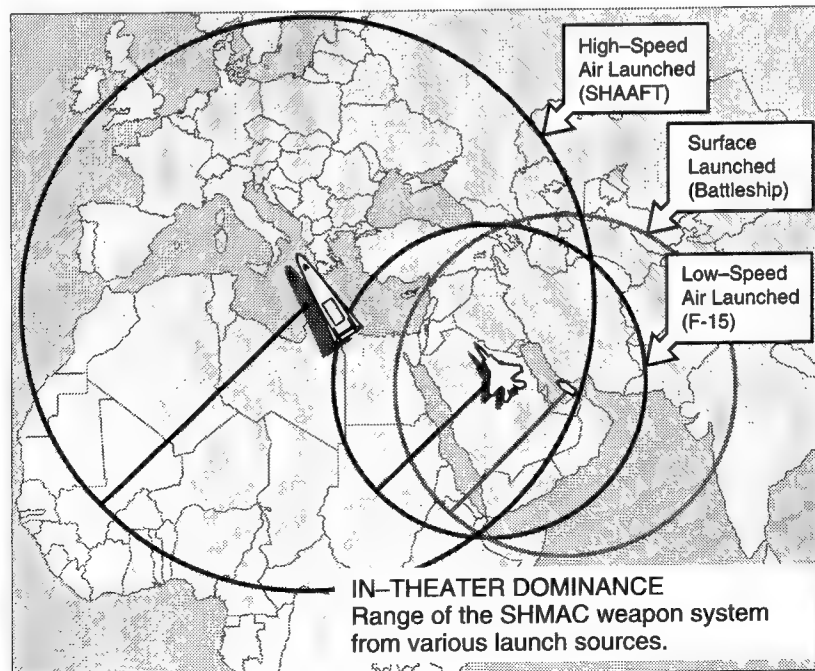 High–Speed
Air Launched
(SHAAFT)
Surface
Launched
(Battleship)
Low–Speed
Air Launched
(F-15)
IN–THEATER DOMINANCE
Range of the SHMAC weapon system
from various launch sources.